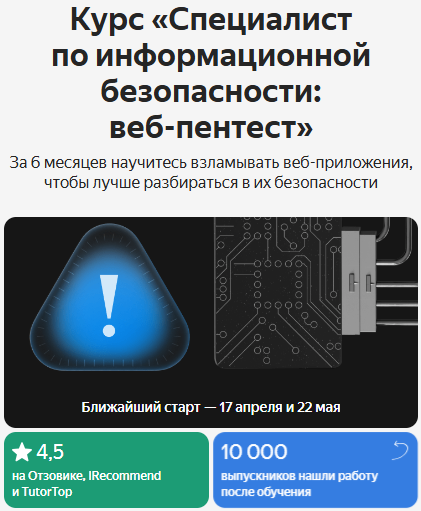 Курс «Специалист
по информационной
безопасности:
веб-пентест»
За 6 месяцев научитесь взламывать веб-приложения,
чтобы лучше разбираться в их безопасности
!
Ближайший старт — 17 апреля и 22 мая
4,5
на Отзовике, IRecommend
и TutorTop
10 000
выпускников нашли работу
после обучения